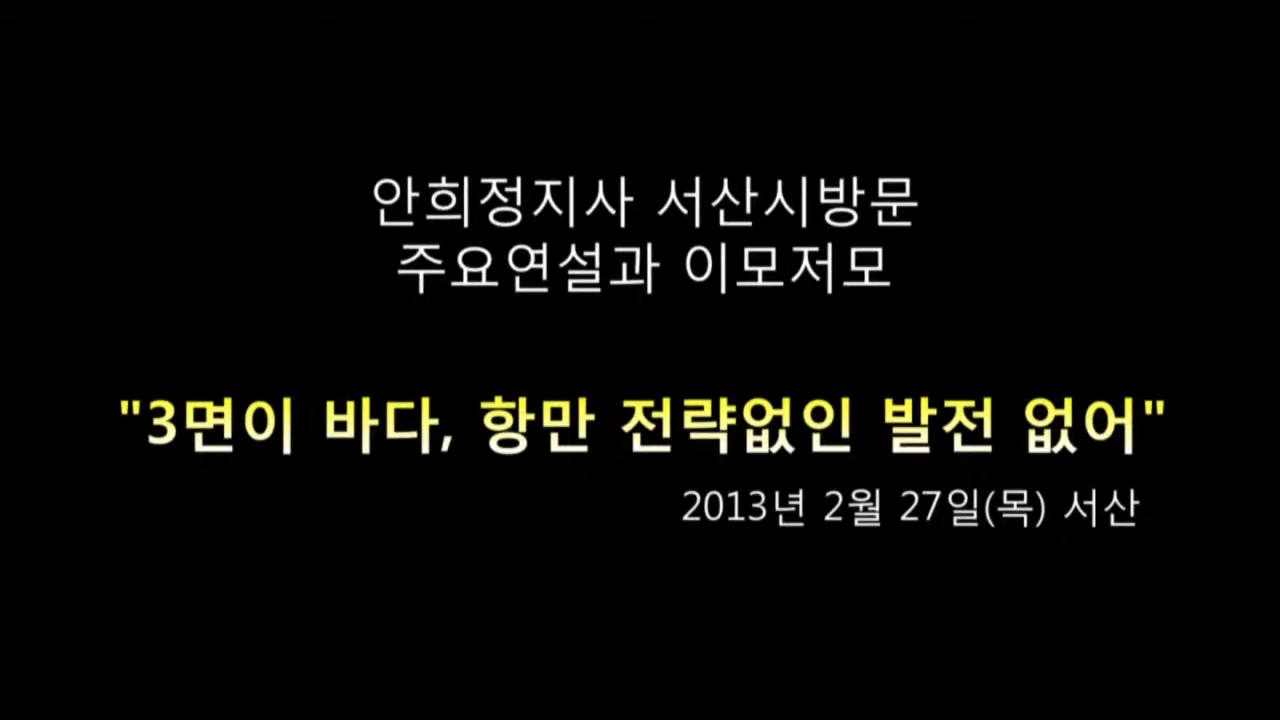 안희정지사 서산시방문
주요연설과 이모저모
"3면이 바다, 항만 전략없인 발전 없어"
2013년 2월 27일(목) 서산